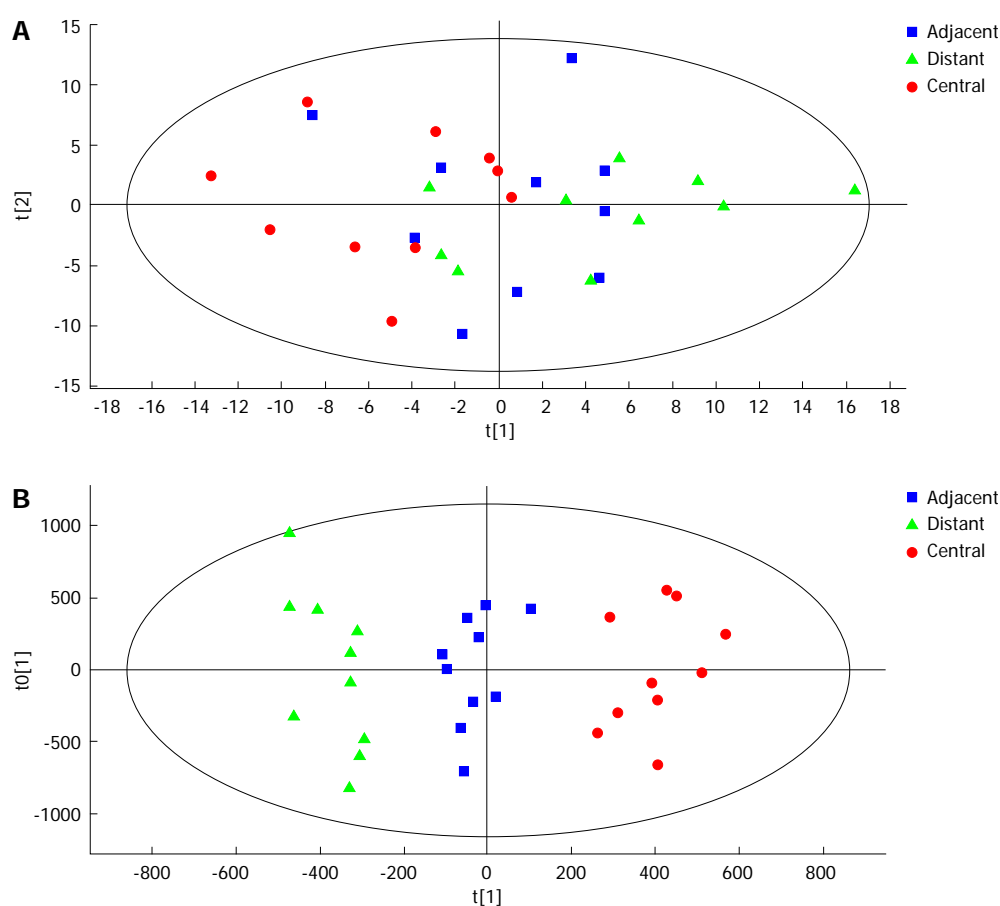 A
15
10
5
0
-5
-10
-15
t[2]
-18 -16 -14 -12 -10 -8 -6 -4 -2 0 2 4 6 8 10 12 14 16 18
t[1]
Adjacent
Distant
Central
B
1000
500
0
-500
-1000
t0[1]
-800 -600 -400 -200 0 200 400 600 800
t[1]
Adjacent
Distant
Central